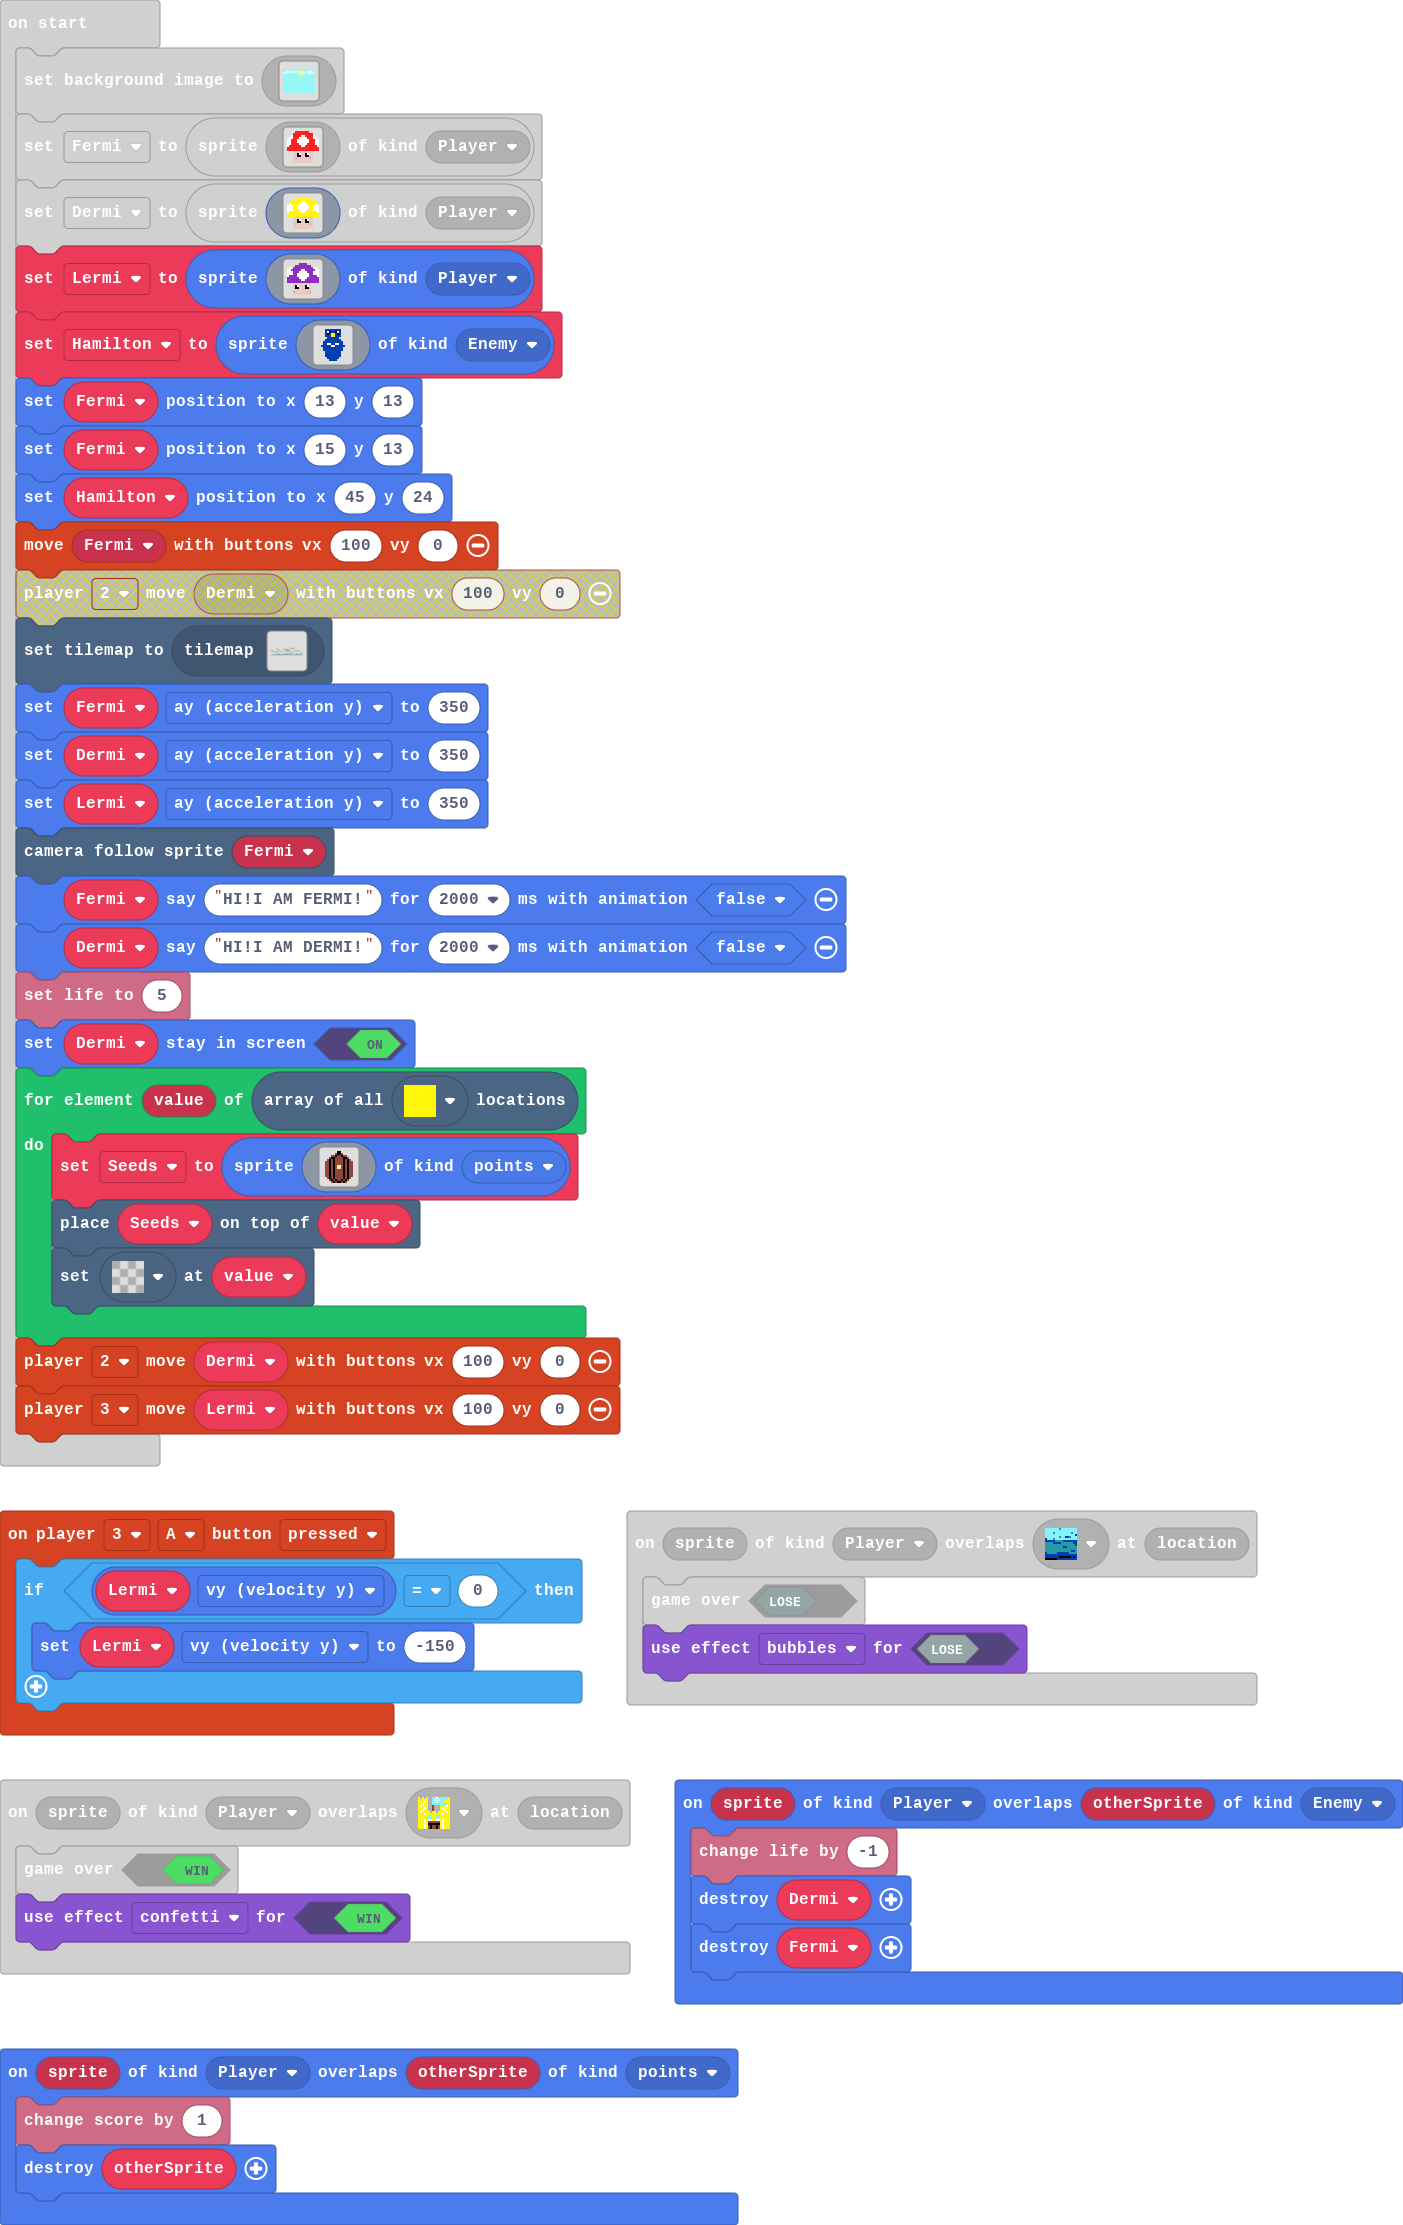 on start
set background image to
set Fermi to sprite of kind Player
set Dermi to sprite of kind Player
set Lermi to sprite of kind Player
set Hamilton to sprite of kind Enemy
set Fermi position to x 13 y 13
set Fermi position to x 15 y 13
set Hamilton position to x 45 y 24
move Fermi with buttons vx 100 vy 0
player 2 move Dermi with buttons vx 100 vy 0
set tilemap to tilemap
set Fermi ay (acceleration y) to 350
set Dermi ay (acceleration y) to 350
set Lermi ay (acceleration y) to 350
camera follow sprite Fermi
Fermi say "HI!I AM FERMI!" for 2000 ms with animation false
Dermi say "HI!I AM DERMI!" for 2000 ms with animation false
set life to 5
set Dermi stay in screen ON
for element value of array of all locations
do
set Seeds to sprite of kind points
place Seeds on top of value
set at value
player 2 move Dermi with buttons vx 100 vy 0
player 3 move Lermi with buttons vx 100 vy 0
on player 3 A button pressed
if Lermi vy (velocity y) = 0 then
set Lermi vy (velocity y) to -150
on sprite of kind Player overlaps at location
game over LOSE
use effect bubbles for LOSE
on sprite of kind Player overlaps at location
game over WIN
use effect confetti for WIN
on sprite of kind Player overlaps otherSprite of kind Enemy
change life by -1
destroy Dermi
destroy Fermi
on sprite of kind Player overlaps otherSprite of kind points
change score by 1
destroy otherSprite